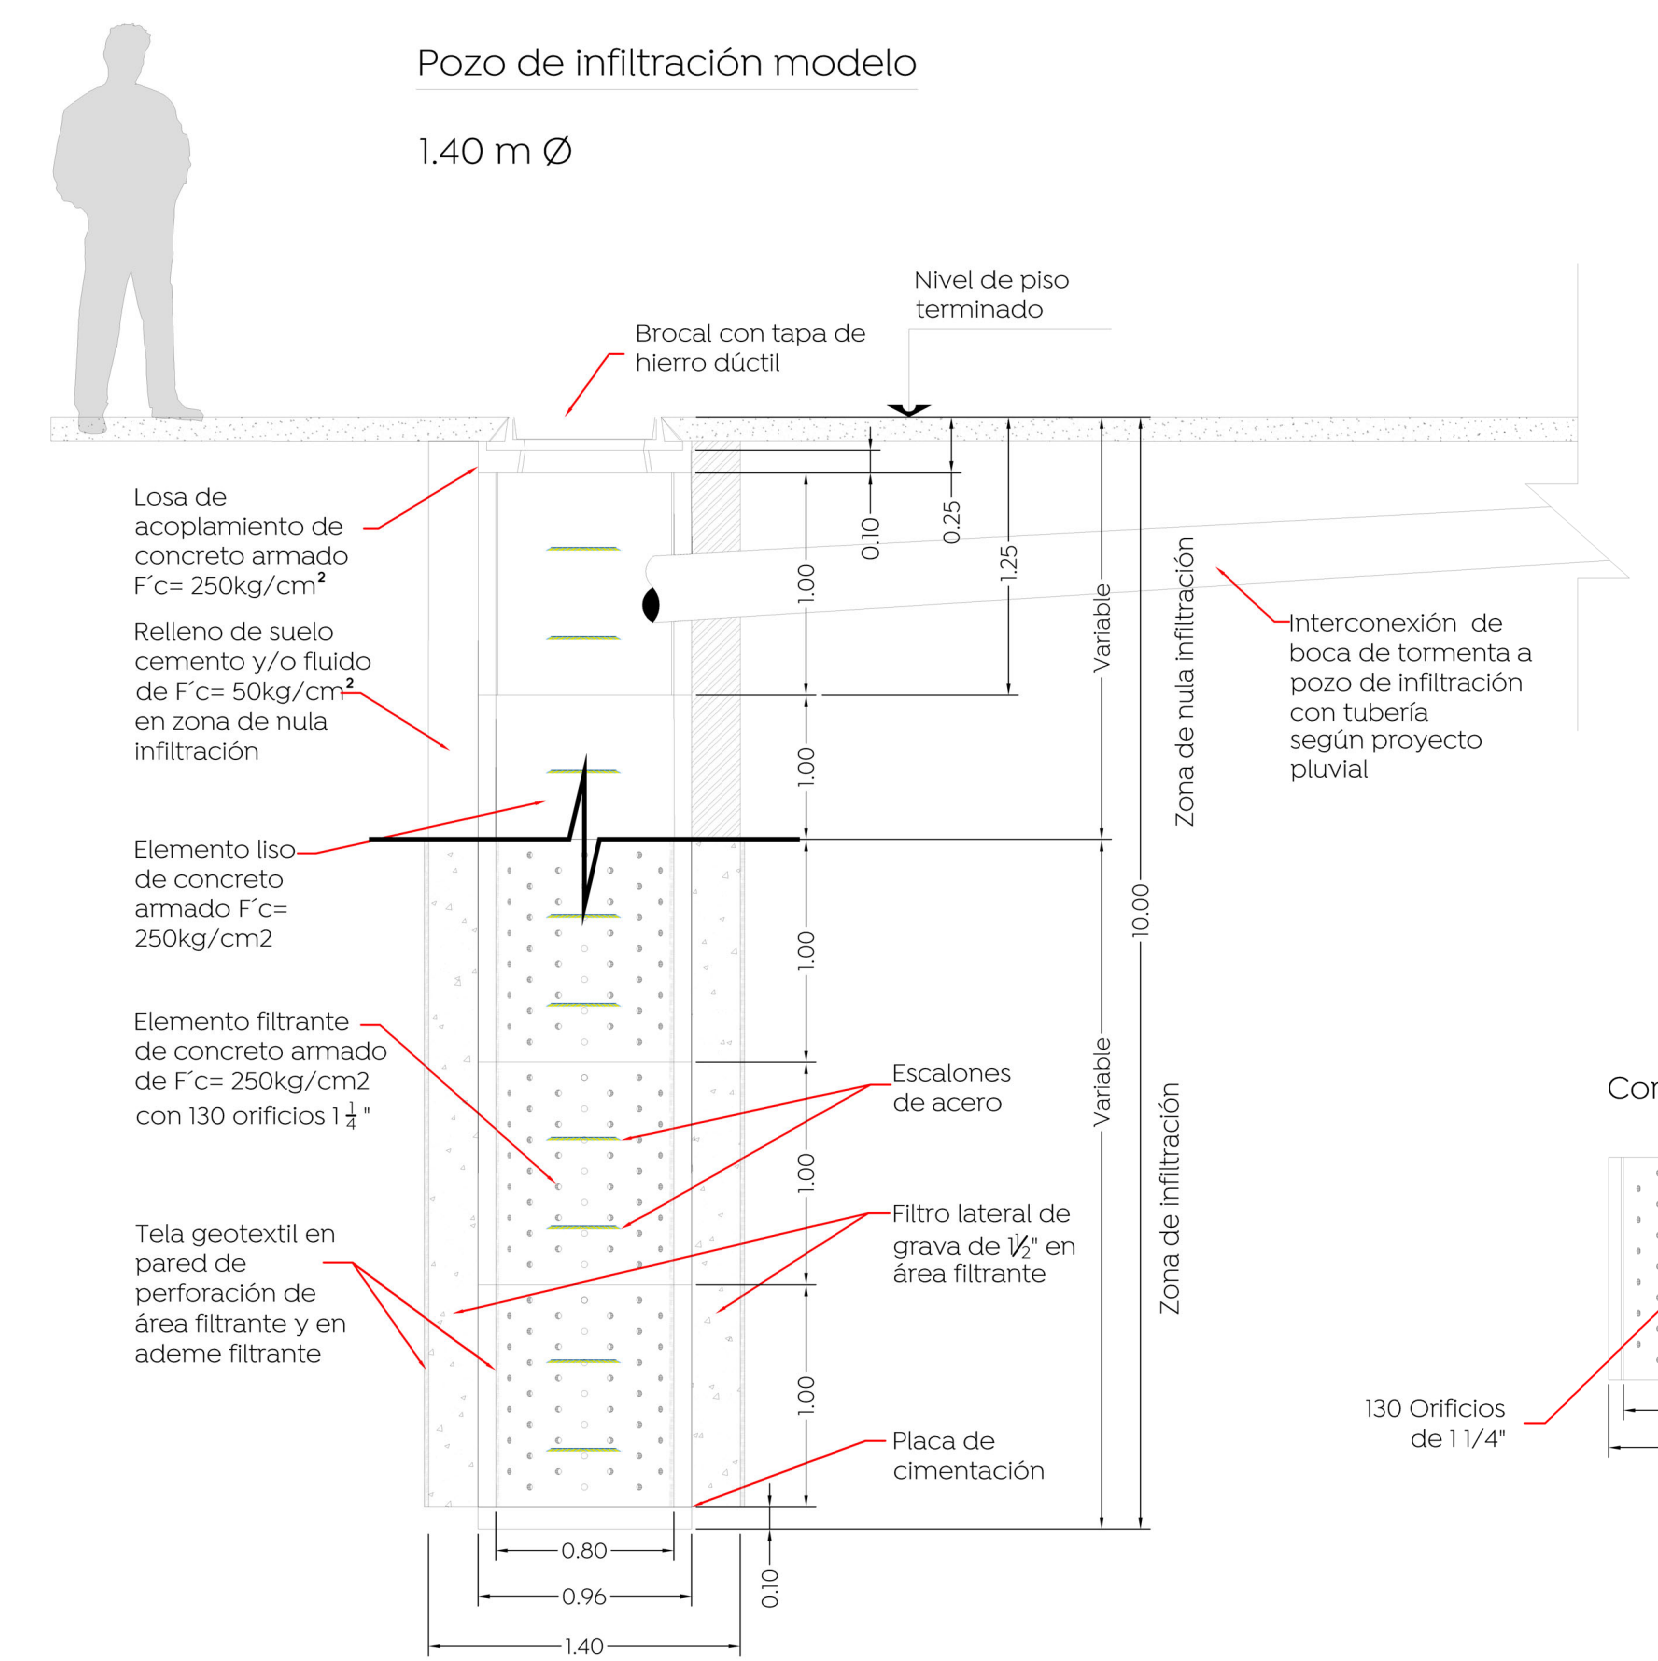 Pozo de infiltración modelo
1.40 m Ø
Nivel de piso
terminado
Brocal con tapa de
hierro dúctil
Losa de
acoplamiento de
concreto armado
F´c= 250kg/cm²
Relleno de suelo
cemento y/o fluido
de F´c= 50kg/cm²
en zona de nula
infiltración
Elemento liso
de concreto
armado F´c=
250kg/cm2
Elemento filtrante
de concreto armado
de F´c= 250kg/cm2
con 130 orificios 1 1/4 "
Tela geotextil en
pared de
perforación de
área filtrante y en
ademe filtrante
0.10
0.25
1.25
1.00
1.00
1.00
1.00
1.00
0.10
Variable
Variable
10.00
Zona de nula infiltración
Zona de infiltración
Interconexión de
boca de tormenta a
pozo de infiltración
con tubería
según proyecto
pluvial
Escalones
de acero
Filtro lateral de
grava de 1½" en
área filtrante
Placa de
cimentación
0.80
0.96
1.40
Cor
130 Orificios
de 1 1/4"